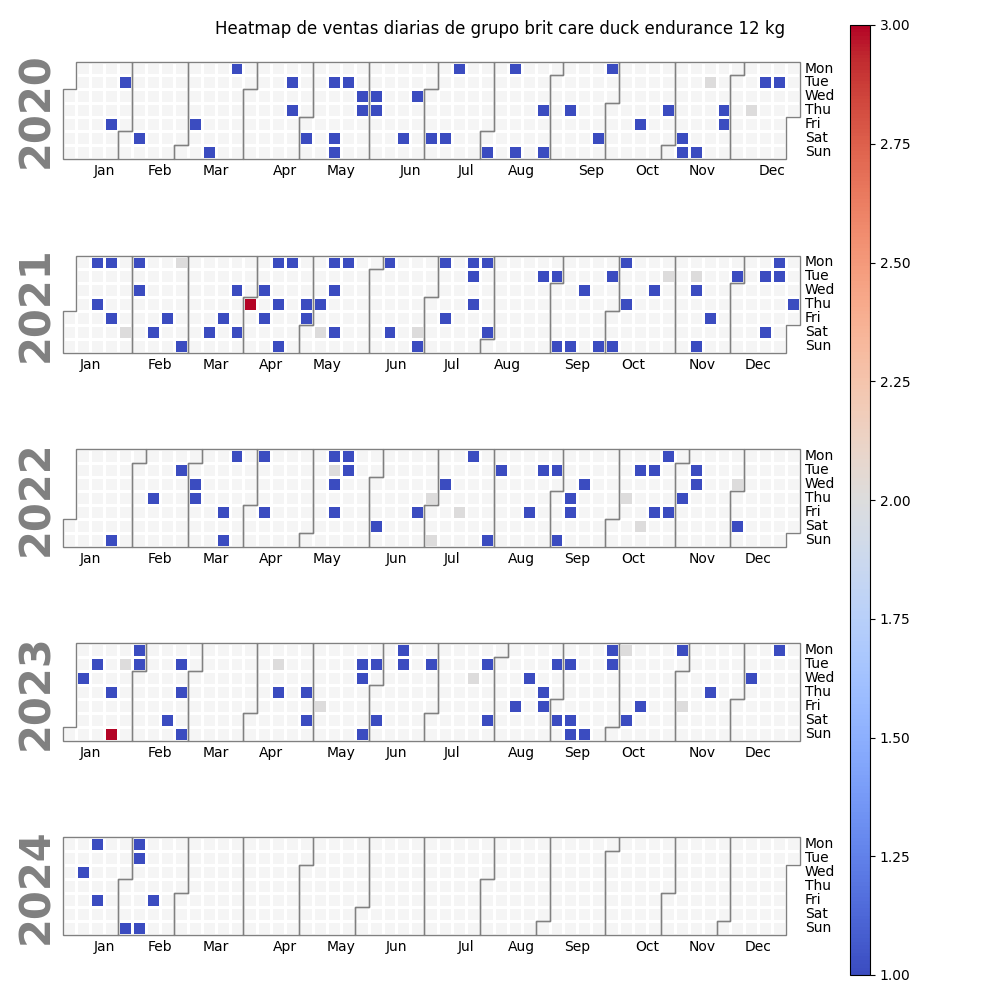 Heatmap de ventas diarias de grupo brit care duck endurance 12 kg
2020
Mon
Tue
Wed
Thu
Fri
Sat
Sun
Jan Feb Mar Apr May Jun Jul Aug Sep Oct Nov Dec
2021
Mon
Tue
Wed
Thu
Fri
Sat
Sun
Jan Feb Mar Apr May Jun Jul Aug Sep Oct Nov Dec
2022
Mon
Tue
Wed
Thu
Fri
Sat
Sun
Jan Feb Mar Apr May Jun Jul Aug Sep Oct Nov Dec
2023
Mon
Tue
Wed
Thu
Fri
Sat
Sun
Jan Feb Mar Apr May Jun Jul Aug Sep Oct Nov Dec
2024
Mon
Tue
Wed
Thu
Fri
Sat
Sun
Jan Feb Mar Apr May Jun Jul Aug Sep Oct Nov Dec
3.00
2.75
2.50
2.25
2.00
1.75
1.50
1.25
1.00